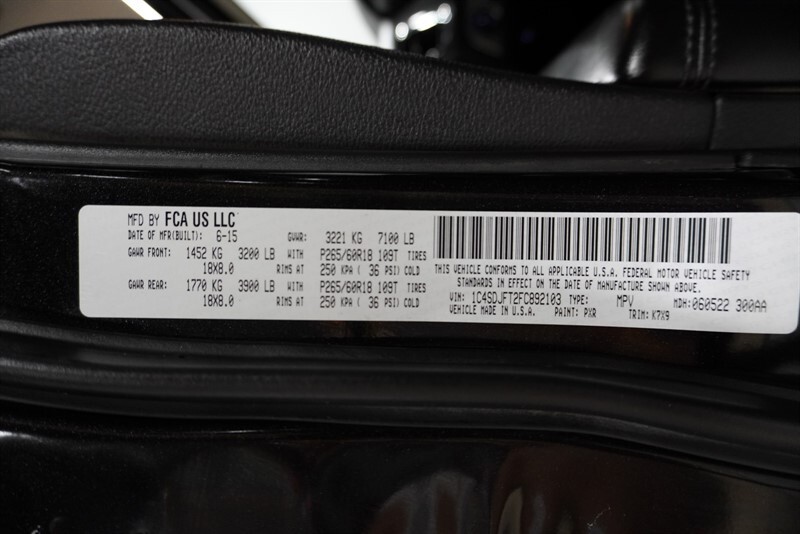 MFD BY FCA US LLC
DATE OF MFR(BUILT): 6-15 GVWR: 3221 KG 7100 LB
GAWR FRONT: 1452 KG 3200 LB WITH P265/60R18 109T TIRES
18X8.0 RIMS AT 250 KPA ( 36 PSI) COLD
GAWR REAR: 1770 KG 3900 LB WITH P265/60R18 109T TIRES
18X8.0 RIMS AT 250 KPA ( 36 PSI) COLD
THIS VEHICLE CONFORMS TO ALL APPLICABLE U.S.A. FEDERAL MOTOR VEHICLE SAFETY
STANDARDS IN EFFECT ON THE DATE OF MANUFACTURE SHOWN ABOVE.
VIN: 1C4SDJFT2FC892103 TYPE: MPV MDH: 060522 300AA
VEHICLE MADE IN U.S.A. PAINT: PXR TRIM: K7X9